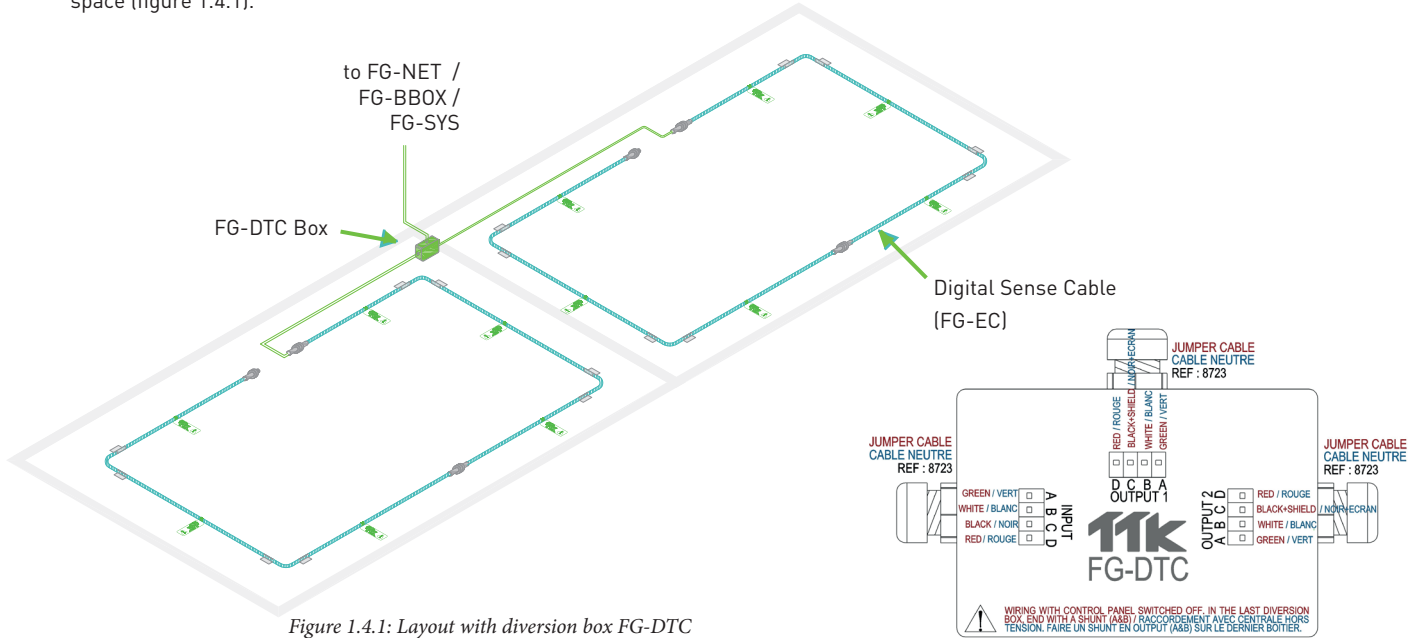 space (figure 1.4.1).
to FG-NET /
FG-BBOX /
FG-SYS
FG-DTC Box
Digital Sense Cable
(FG-EC)
JUMPER CABLE
CABLE NEUTRE
REF : 8723
RED / ROUGE
BLACK+SHIELD / NOIR+ECRAN
WHITE / BLANC
GREEN / VERT
D C B A
OUTPUT 1
JUMPER CABLE
CABLE NEUTRE
REF : 8723
GREEN / VERT
WHITE / BLANC
BLACK / NOIR
RED / ROUGE
A B C D
INPUT
JUMPER CABLE
CABLE NEUTRE
REF : 8723
OUTPUT 2
A B C D
RED / ROUGE
BLACK+SHIELD / NOIR+ECRAN
WHITE / BLANC
GREEN / VERT
TTK
FG-DTC
WIRING WITH CONTROL PANEL SWITCHED OFF. IN THE LAST DIVERSION
BOX, END WITH A SHUNT (A&B) / RACCORDEMENT AVEC CENTRALE HORS
TENSION. FAIRE UN SHUNT EN OUTPUT (A&B) SUR LE DERNIER BOITIER.
Figure 1.4.1: Layout with diversion box FG-DTC